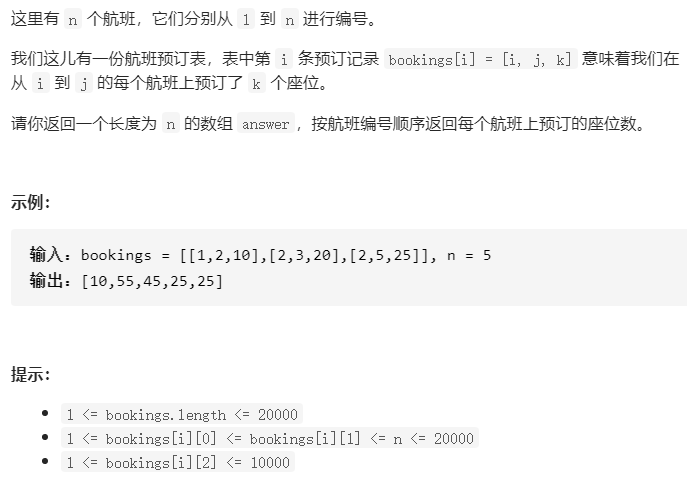 这里有 n 个航班，它们分别从 1 到 n 进行编号。
我们这儿有一份航班预订表，表中第 i 条预订记录 bookings[i] = [i, j, k] 意味着我们在
从 i 到 j 的每个航班上预订了 k 个座位。
请你返回一个长度为 n 的数组 answer，按航班编号顺序返回每个航班上预订的座位数。
示例：
输入：bookings = [[1,2,10],[2,3,20],[2,5,25]], n = 5
输出：[10,55,45,25,25]
提示：
• 1 <= bookings.length <= 20000
• 1 <= bookings[i][0] <= bookings[i][1] <= n <= 20000
• 1 <= bookings[i][2] <= 10000